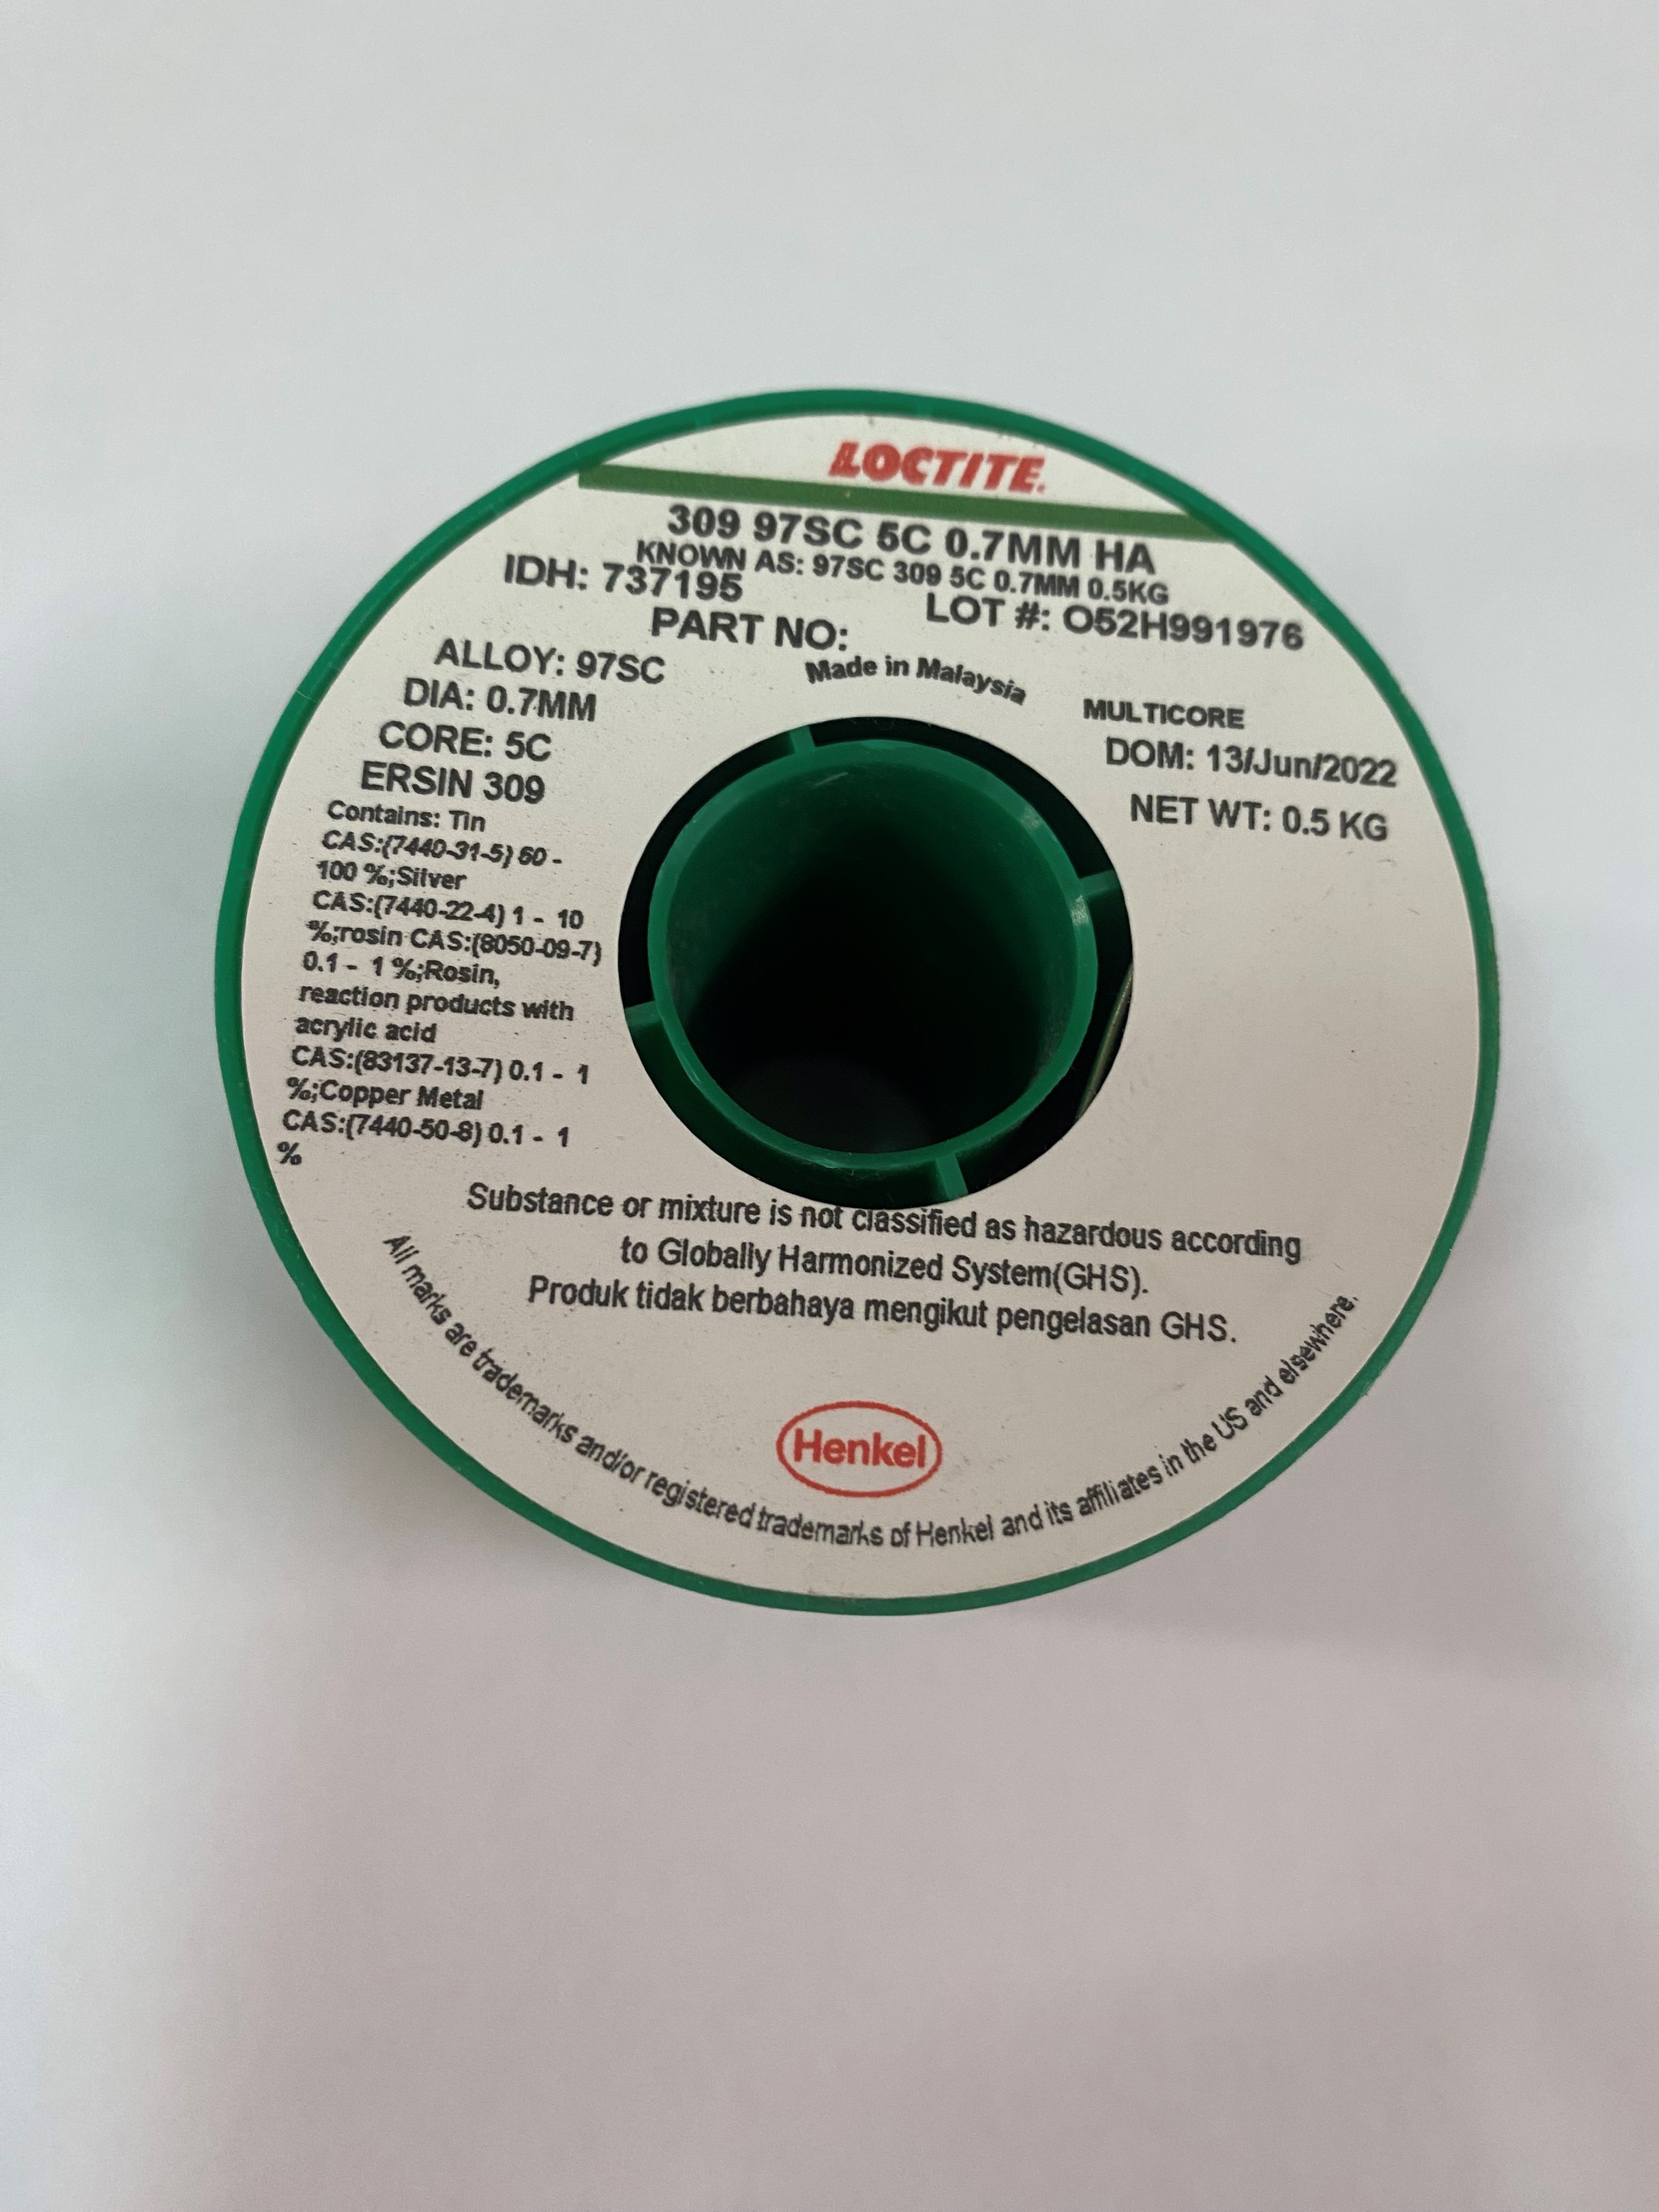 LOCTITE.
309 97SC 5C 0.7MM HA
KNOWN AS: 97SC 309 5C 0.7MM 0.5KG
IDH: 737195
LOT #: O52H991976
PART NO:
Made in Malaysia
ALLOY: 97SC
DIA: 0.7MM
CORE: 5C
ERSIN 309
Contains: Tin
CAS:(7440-31-5) 60 -
100 %;Silver
CAS:(7440-22-4) 1 - 10
%;rosin CAS:(8050-09-7)
0.1 - 1 %;Rosin,
reaction products with
acrylic acid
CAS:(83137-13-7) 0.1 - 1
%;Copper Metal
CAS:(7440-50-8) 0.1 - 1
%
MULTICORE
DOM: 13/Jun/2022
NET WT: 0.5 KG
Substance or mixture is not classified as hazardous according
to Globally Harmonized System(GHS).
Produk tidak berbahaya mengikut pengelasan GHS.
Henkel
All marks are trademarks and/or registered trademarks of Henkel and its affiliates in the US and elsewhere.